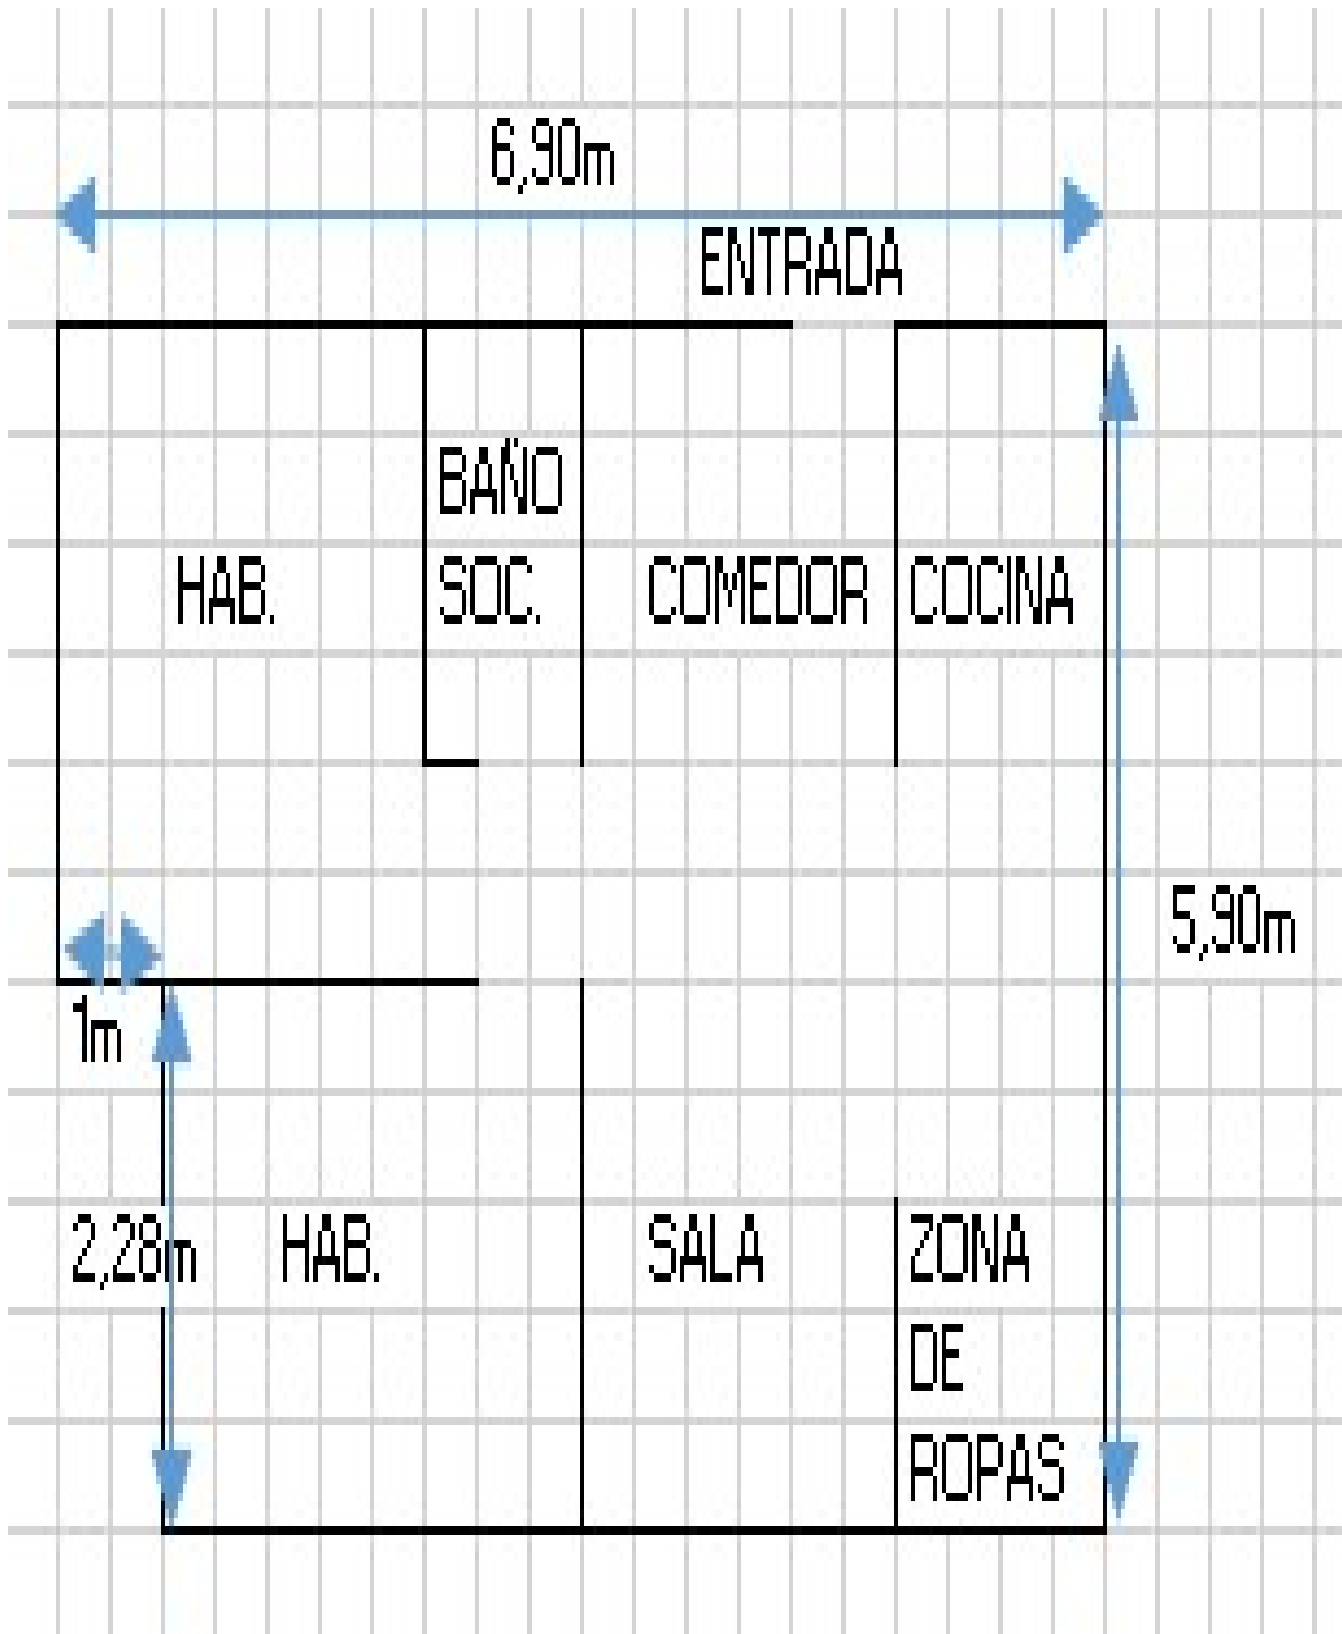 6,90m
ENTRADA
BAÑO
SOC.
HAB.
COMEDOR
COCINA
5,90m
1m
2,28m
HAB.
SALA
ZONA
DE
ROPAS